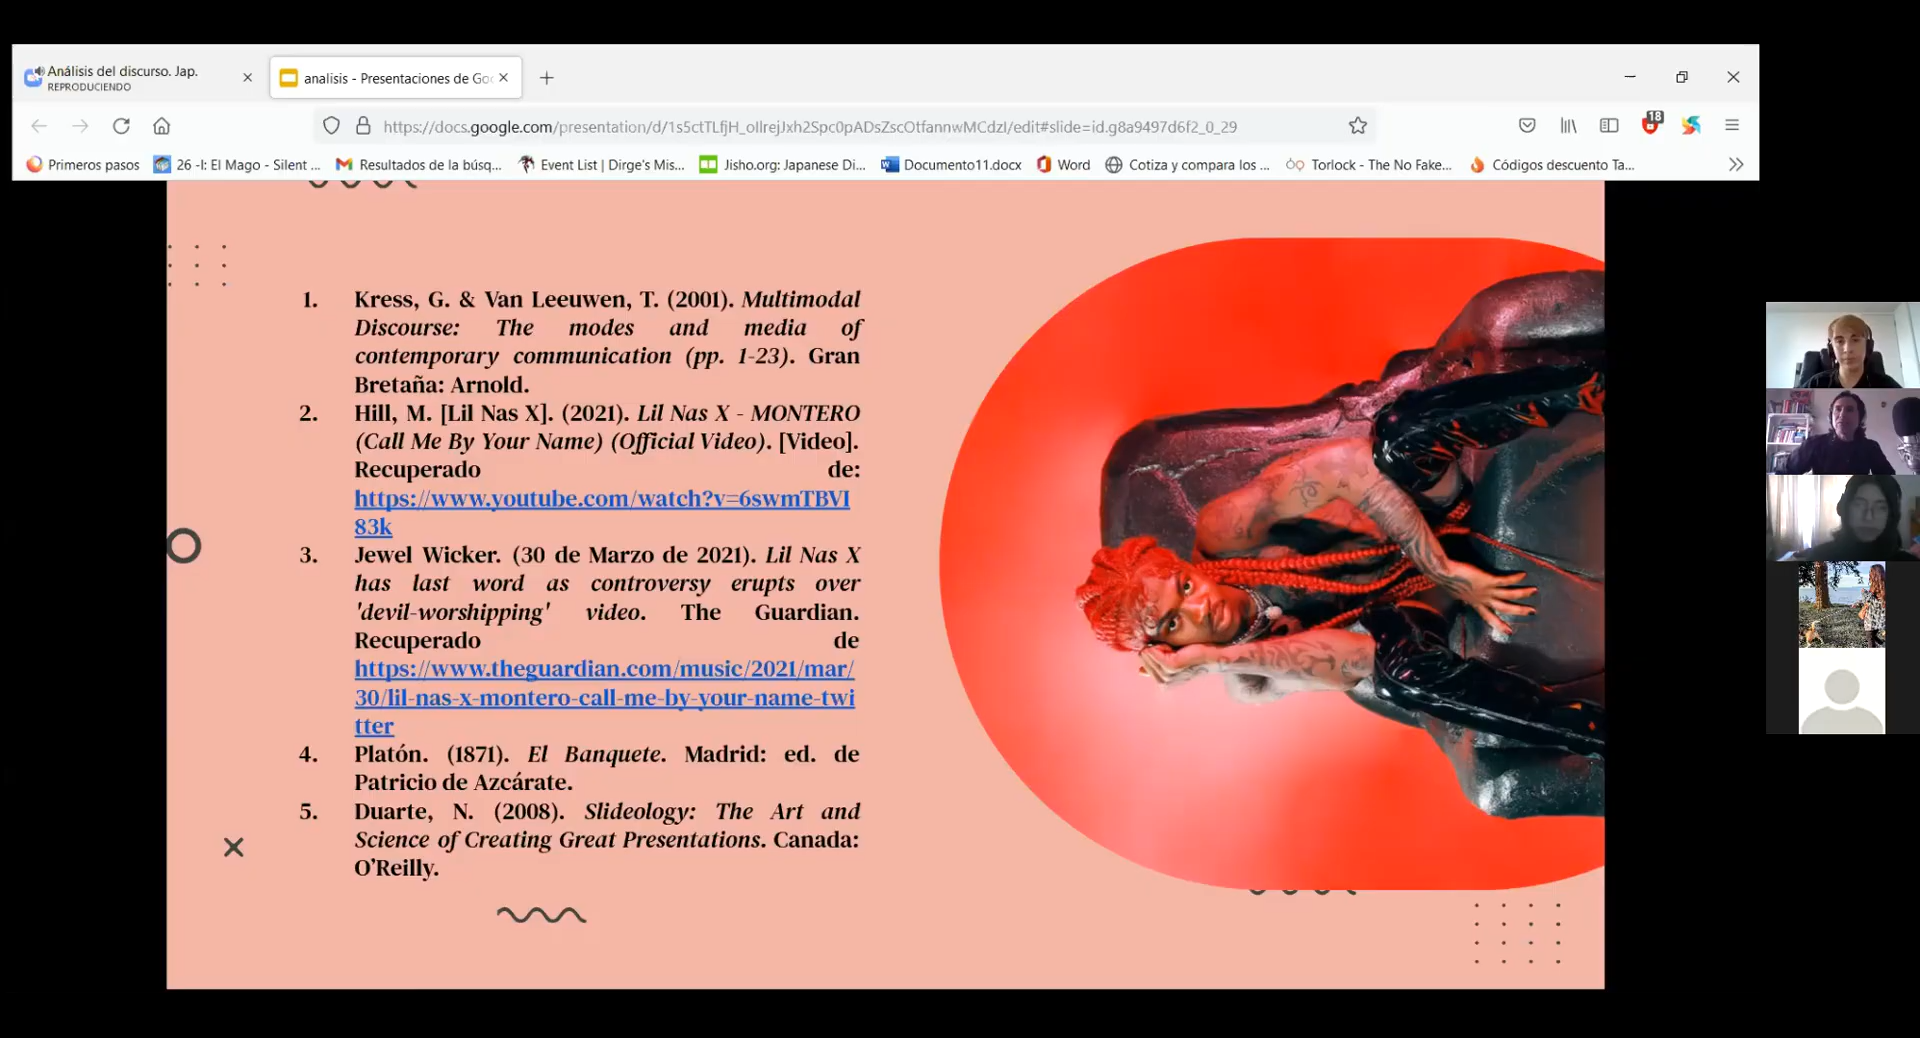 Análisis del discurso. Jap.
REPRODUCIENDO
analisis - Presentaciones de Goo
https://docs.google.com/presentation/d/1s5ctTLfjH_oIlrejJxh2Spc0pADsZscOtfannwMCdzI/edit#slide=id.g8a9497d6f2_0_29
18
Primeros pasos
26 -I: El Mago - Silent ...
Resultados de la búsq...
Event List | Dirge's Mis...
Jisho.org: Japanese Di...
Documento11.docx
Word
Cotiza y compara los ...
Torlock - The No Fake...
Códigos descuento Ta...
1. Kress, G. & Van Leeuwen, T. (2001). Multimodal
Discourse: The modes and media of
contemporary communication (pp. 1-23). Gran
Bretaña: Arnold.
2. Hill, M. [Lil Nas X]. (2021). Lil Nas X - MONTERO
(Call Me By Your Name) (Official Video). [Video].
Recuperado de:
https://www.youtube.com/watch?v=6swmTBVI
83k
3. Jewel Wicker. (30 de Marzo de 2021). Lil Nas X
has last word as controversy erupts over
'devil-worshipping' video. The Guardian.
Recuperado de
https://www.theguardian.com/music/2021/mar/
30/lil-nas-x-montero-call-me-by-your-name-twi
tter
4. Platón. (1871). El Banquete. Madrid: ed. de
Patricio de Azcárate.
5. Duarte, N. (2008). Slideology: The Art and
Science of Creating Great Presentations. Canada:
O’Reilly.